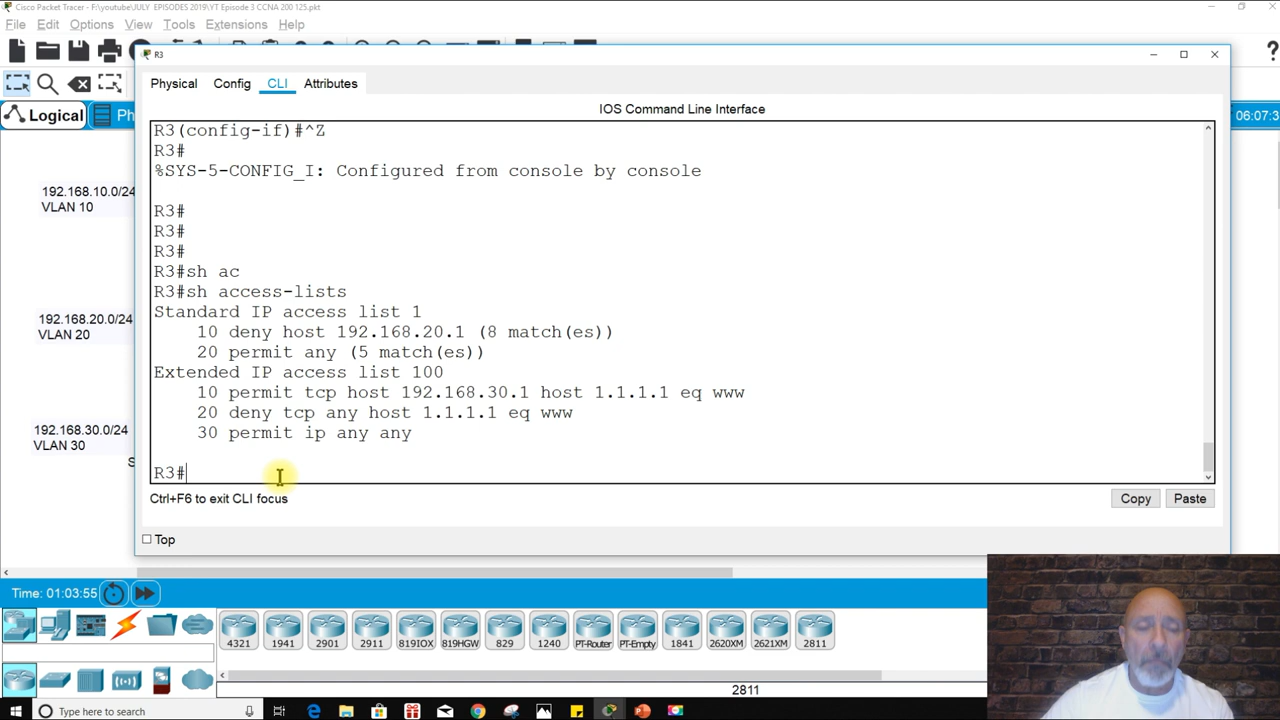 Cisco Packet Tracer - F:\youtube\JULY EPISODES 2019\YT Episode 3 CCNA 200 125.pkt
File Edit Options View Tools Extensions Help
R3
Physical Config CLI Attributes
Logical
06:07:3
IOS Command Line Interface
R3(config-if)#^Z
R3#
%SYS-5-CONFIG_I: Configured from console by console
R3#
R3#
R3#
R3#sh ac
R3#sh access-lists
Standard IP access list 1
10 deny host 192.168.20.1 (8 match(es))
20 permit any (5 match(es))
Extended IP access list 100
10 permit tcp host 192.168.30.1 host 1.1.1.1 eq www
20 deny tcp any host 1.1.1.1 eq www
30 permit ip any any
R3#
Ctrl+F6 to exit CLI focus
Copy Paste
Top
192.168.10.0/24
VLAN 10
192.168.20.0/24
VLAN 20
192.168.30.0/24
VLAN 30
Time: 01:03:55
4321 1941 2901 2911 819IOX 819HGW 829 1240 PT-Router PT-Empty 1841 2620XM 2621XM 2811
2811
Type here to search